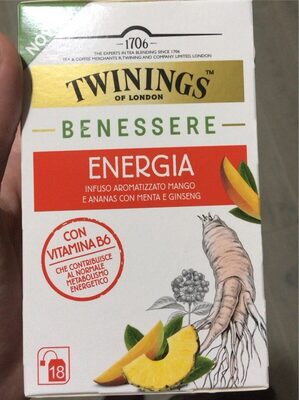 1706
THE EXPERTS IN TEA BLENDING SINCE 1706
TEA & COFFEE MERCHANTS R.TWINING AND COMPANY LIMITED, LONDON
TWININGS™
OF LONDON
BENESSERE
ENERGIA
INFUSO AROMATIZZATO MANGO
E ANANAS CON MENTA E GINSENG
CON
VITAMINA B6
CHE CONTRIBUISCE
AL NORMALE
METABOLISMO
ENERGETICO
18